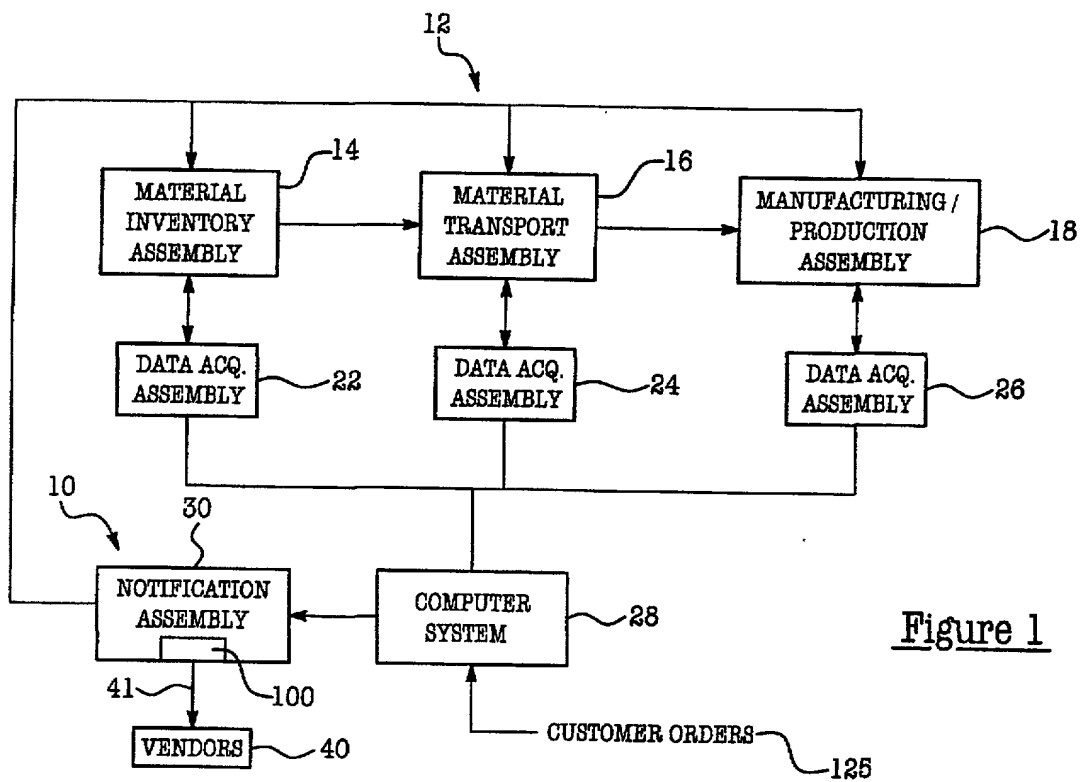 12
14
MATERIAL
INVENTORY
ASSEMBLY
16
MATERIAL
TRANSPORT
ASSEMBLY
MANUFACTURING /
PRODUCTION
ASSEMBLY
18
DATA ACQ.
ASSEMBLY
22
DATA ACQ.
ASSEMBLY
24
DATA ACQ.
ASSEMBLY
26
10
30
NOTIFICATION
ASSEMBLY
100
41
VENDORS
40
COMPUTER
SYSTEM
28
CUSTOMER ORDERS
125
Figure 1